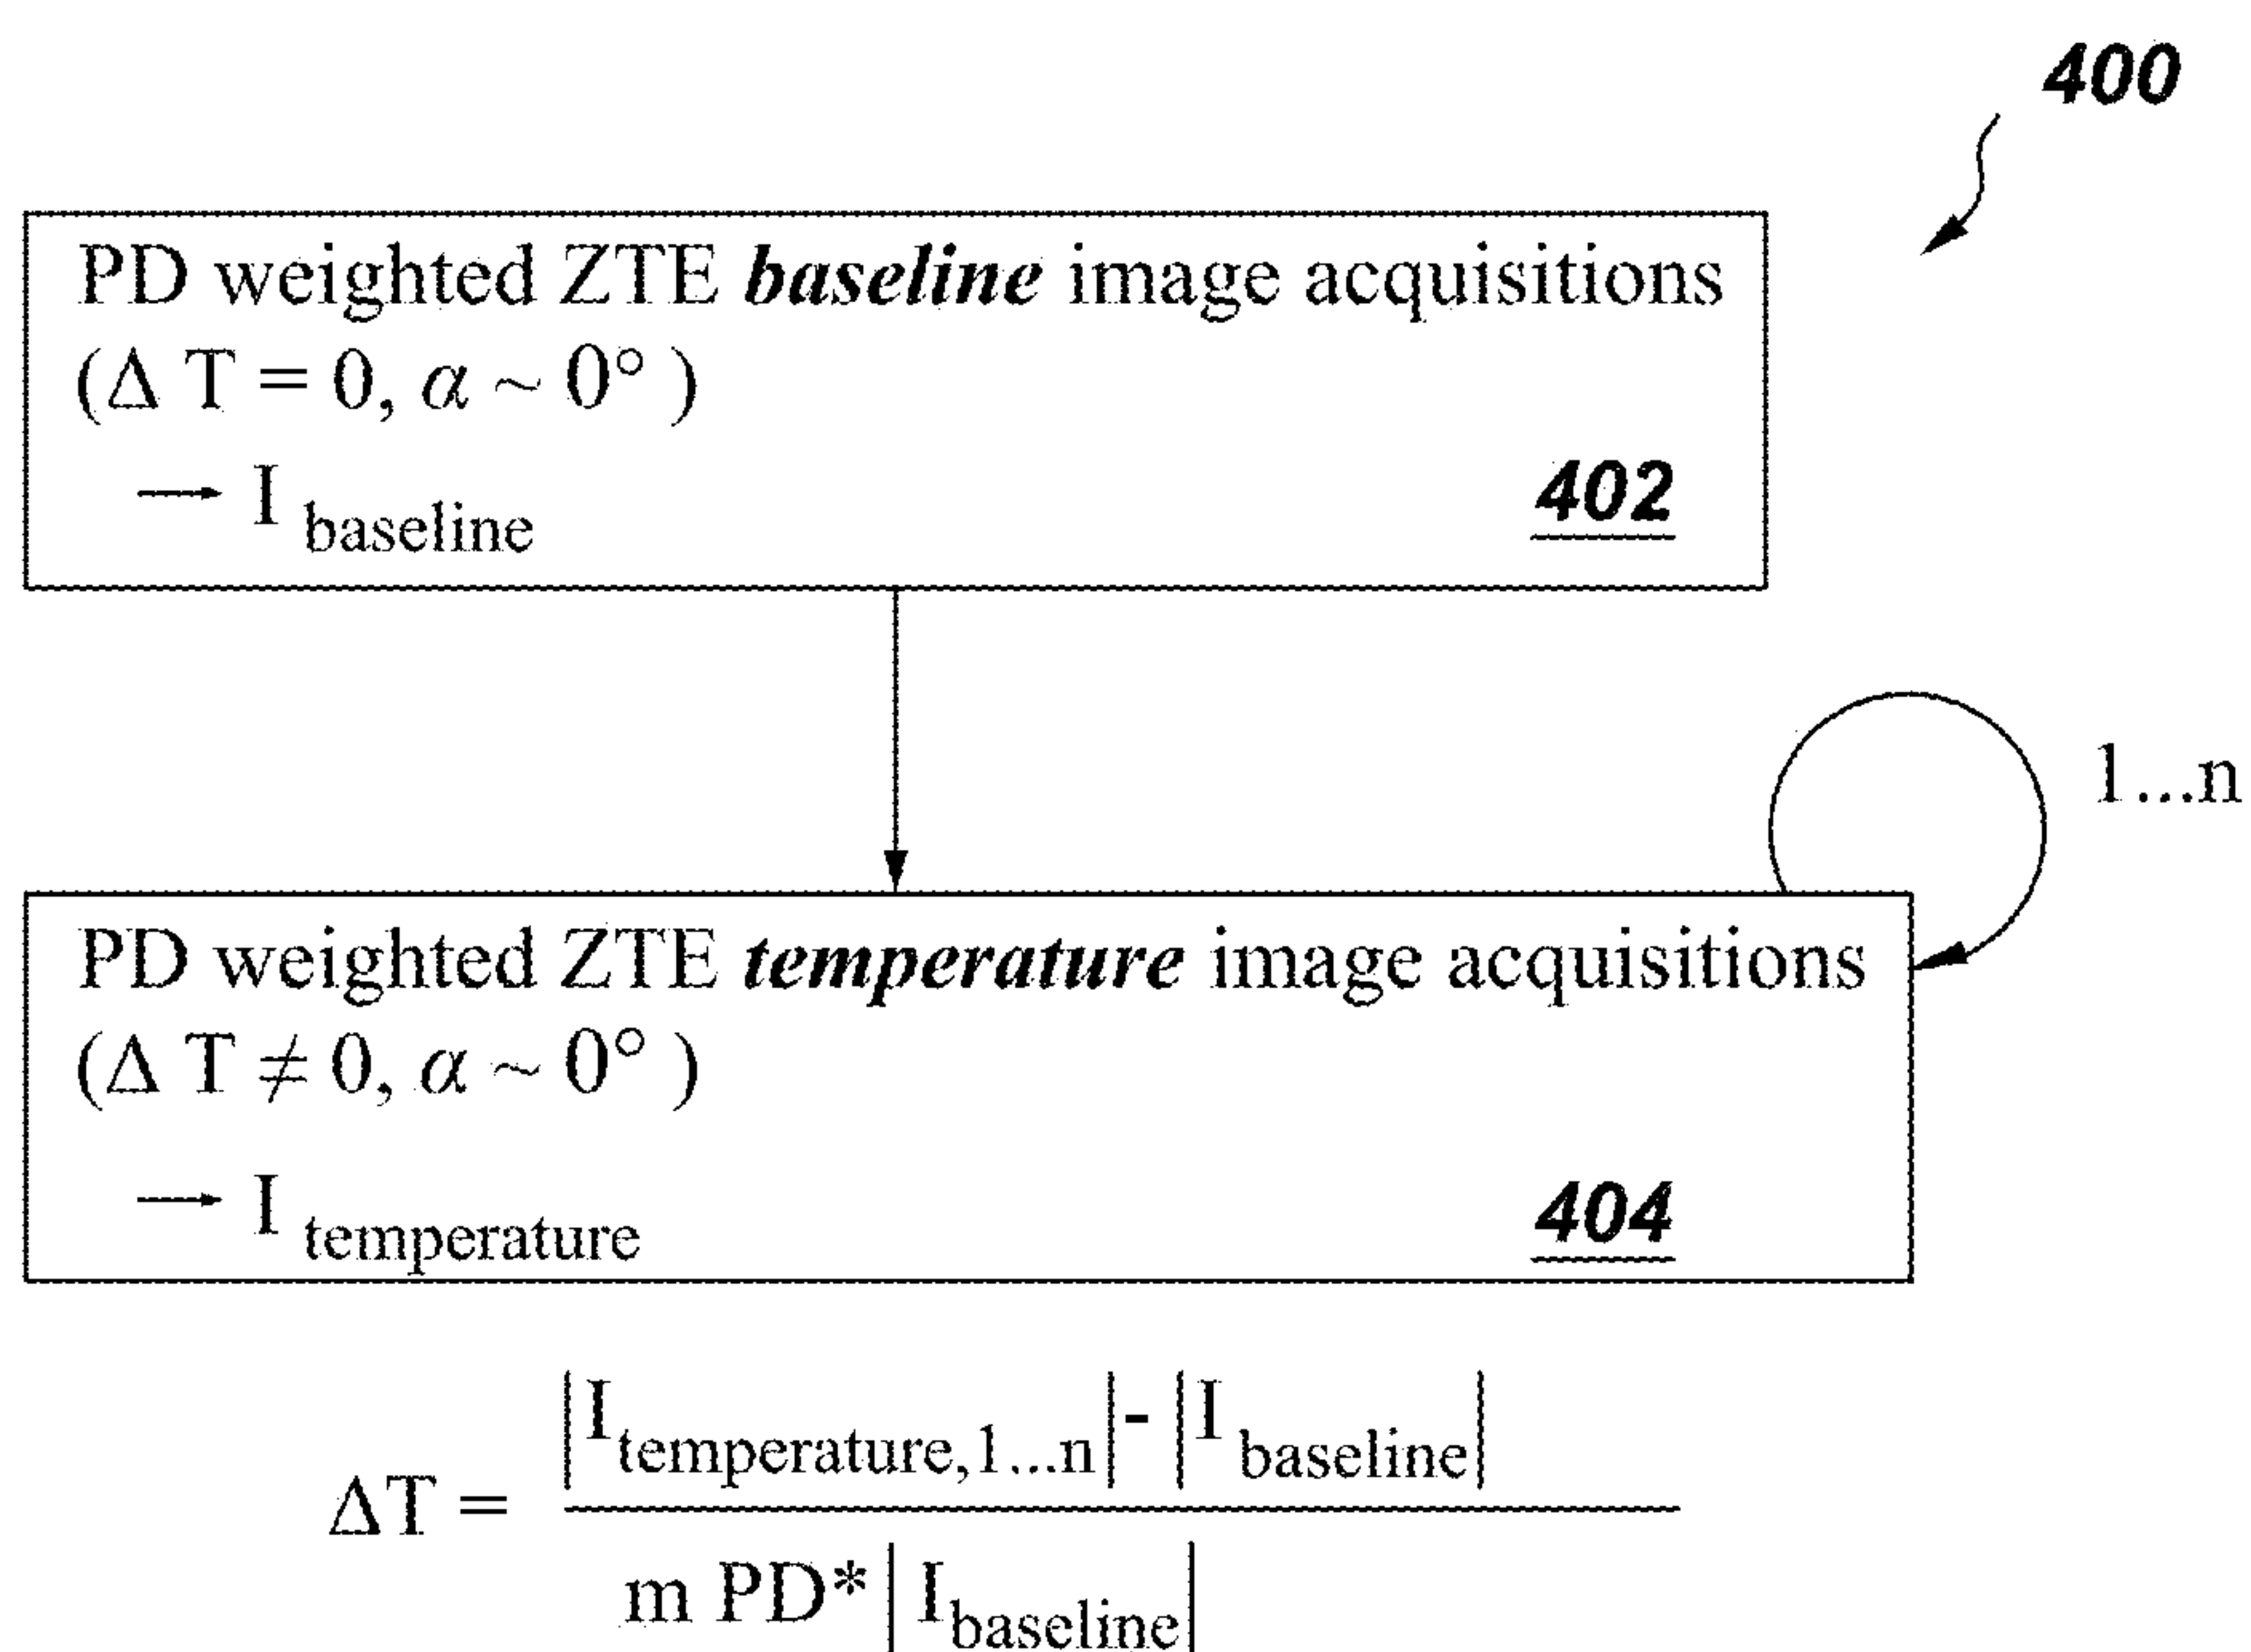 400
PD weighted ZTE baseline image acquisitions
(Δ T = 0, α ~ 0° )
→ I baseline
402
1...n
PD weighted ZTE temperature image acquisitions
(Δ T ≠ 0, α ~ 0° )
→ I temperature
404
|I temperature,1...n| - |I baseline|
ΔT =
m PD* | I baseline|